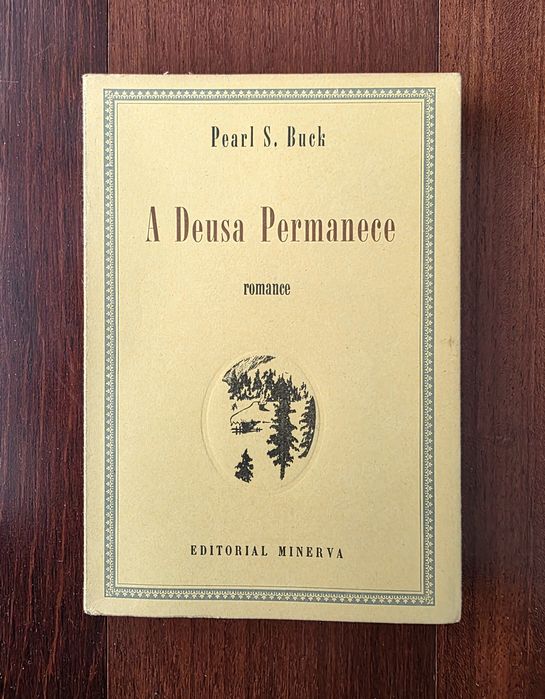 Pearl S. Buck
A Deusa Permanece
romance
EDITORIAL MINERVA